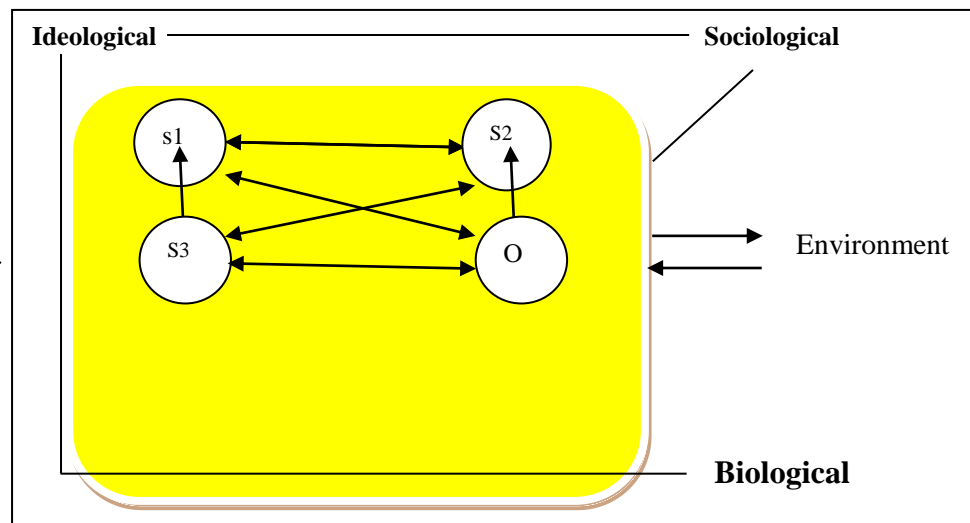 Ideological Sociological
s1 S2
S3 O
Environment
Biological